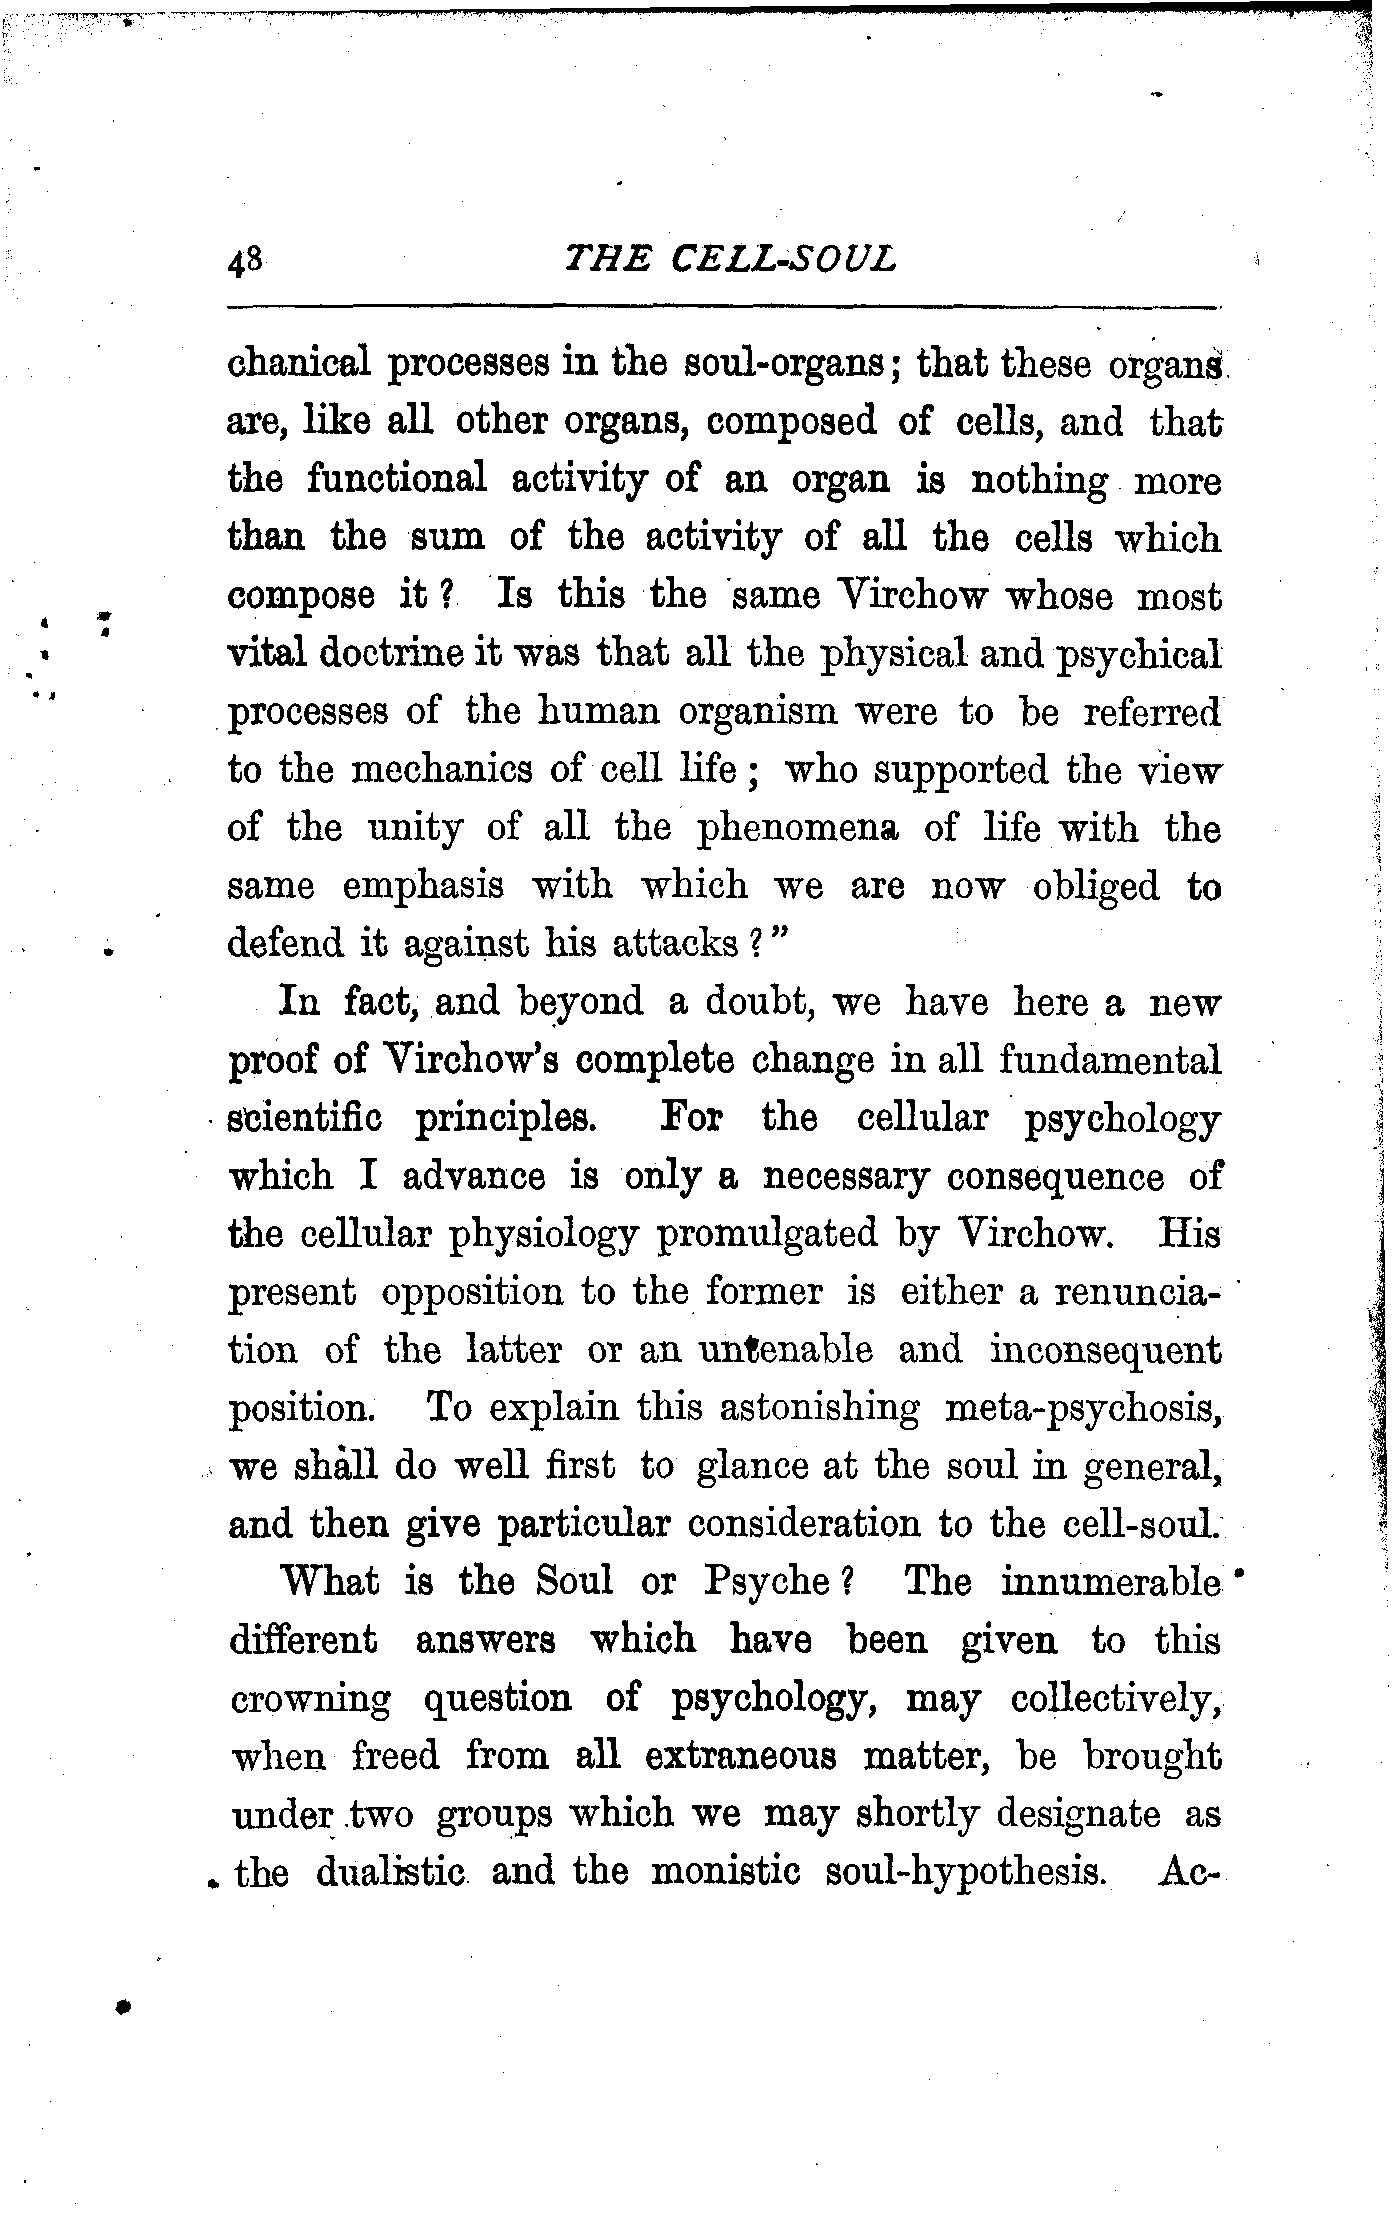 48 THE CELL-SOUL
chanical processes in the soul-organs; that these organs
are, like all other organs, composed of cells, and that
the functional activity of an organ is nothing more
than the sum of the activity of all the cells which
compose it? Is this the same Virchow whose most
vital doctrine it was that all the physical and psychical
processes of the human organism were to be referred
to the mechanics of cell life; who supported the view
of the unity of all the phenomena of life with the
same emphasis with which we are now obliged to
defend it against his attacks?"
In fact, and beyond a doubt, we have here a new
proof of Virchow's complete change in all fundamental
scientific principles. For the cellular psychology
which I advance is only a necessary consequence of
the cellular physiology promulgated by Virchow. His
present opposition to the former is either a renuncia-
tion of the latter or an untenable and inconsequent
position. To explain this astonishing meta-psychosis,
we shall do well first to glance at the soul in general,
and then give particular consideration to the cell-soul.
What is the Soul or Psyche? The innumerable
different answers which have been given to this
crowning question of psychology, may collectively,
when freed from all extraneous matter, be brought
under two groups which we may shortly designate as
the dualistic and the monistic soul-hypothesis. Ac-